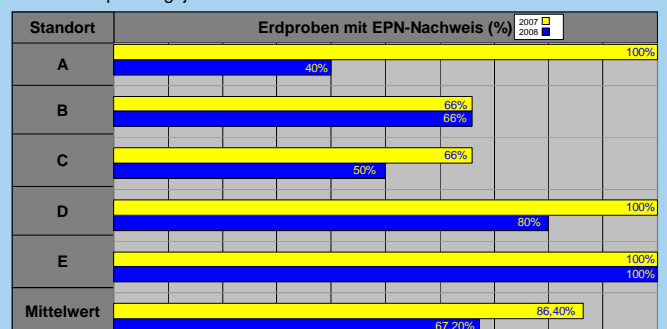 Standort Erdproben mit EPN-Nachweis (%) 2007
2008
A 100%
40%
B 66%
66%
C 66%
50%
D 100%
80%
E 100%
100%
Mittelwert 86,40%
67,20%